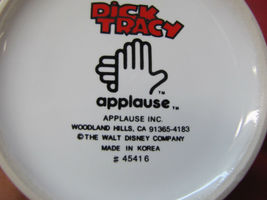 DICK
TRACY
applause™
APPLAUSE INC.
WOODLAND HILLS, CA 91365-4183
©THE WALT DISNEY COMPANY
MADE IN KOREA
# 45416